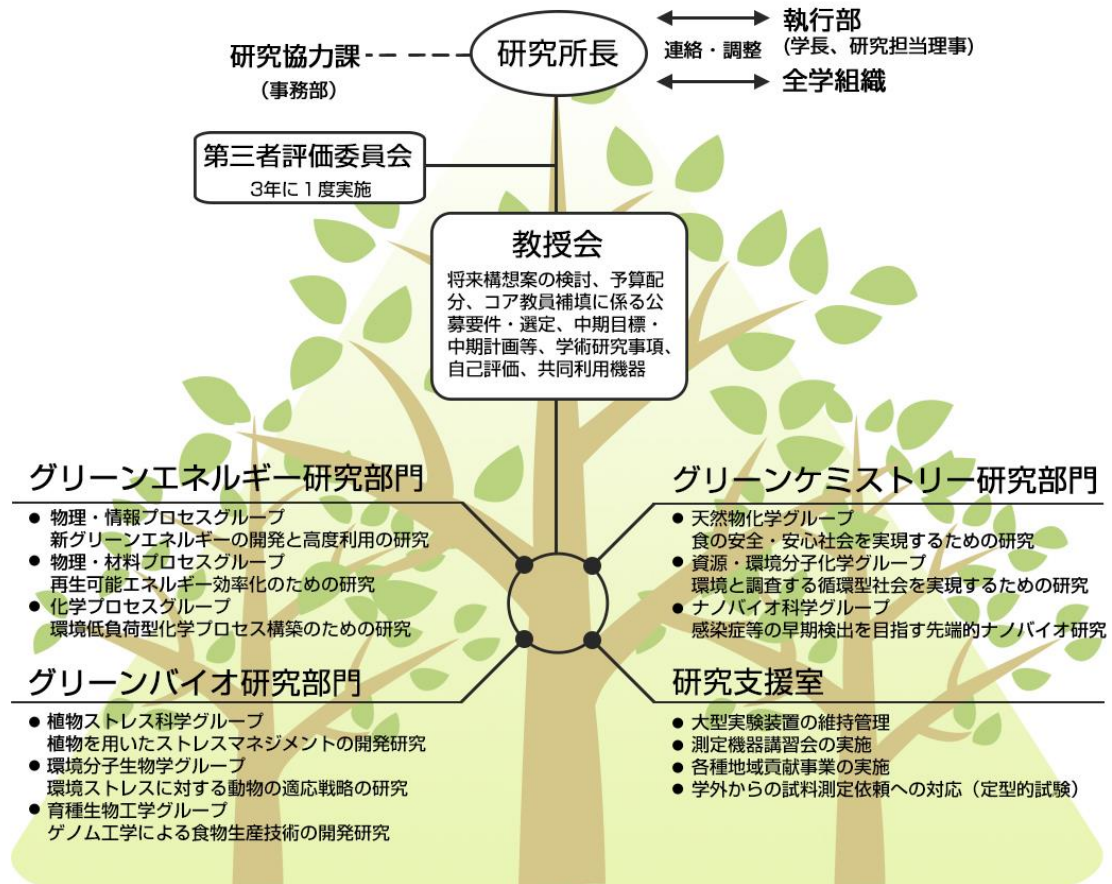 研究所長
研究協力課
（事務部）
連絡・調整
執行部
(学長、研究担当理事)
全学組織
第三者評価委員会
3年に1度実施
教授会
将来構想案の検討、予算配
分、コア教員補填に係る公
募要件・選定、中期目標・
中期計画等、学術研究事項、
自己評価、共同利用機器
グリーンエネルギー研究部門
● 物理・情報プロセスグループ
新グリーンエネルギーの開発と高度利用の研究
● 物理・材料プロセスグループ
再生可能エネルギー効率化のための研究
● 化学プロセスグループ
環境低負荷型化学プロセス構築のための研究
グリーンケミストリー研究部門
● 天然物化学グループ
食の安全・安心社会を実現するための研究
● 資源・環境分子化学グループ
環境と調査する循環型社会を実現するための研究
● ナノバイオ科学グループ
感染症等の早期検出を目指す先端的ナノバイオ研究
グリーンバイオ研究部門
● 植物ストレス科学グループ
植物を用いたストレスマネジメントの開発研究
● 環境分子生物学グループ
環境ストレスに対する動物の適応戦略の研究
● 育種生物工学グループ
ゲノム工学による食物生産技術の開発研究
研究支援室
● 大型実験装置の維持管理
● 測定機器講習会の実施
● 各種地域貢献事業の実施
● 学外からの試料測定依頼への対応（定型的試験）